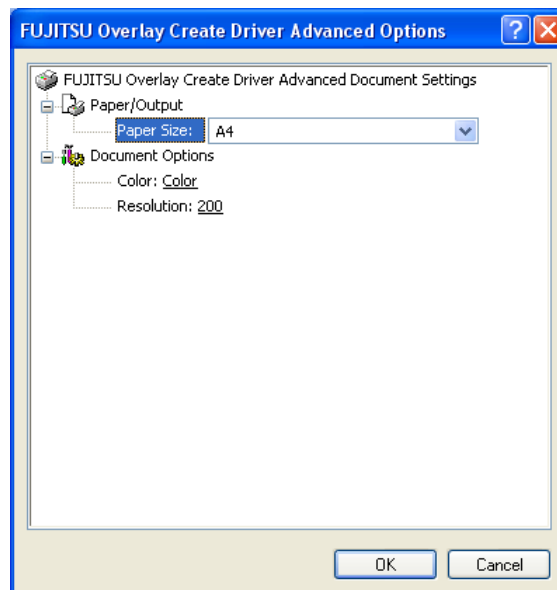 FUJITSU Overlay Create Driver Advanced Options
FUJITSU Overlay Create Driver Advanced Document Settings
Paper/Output
Paper Size: A4
Document Options
Color: Color
Resolution: 200
OK Cancel